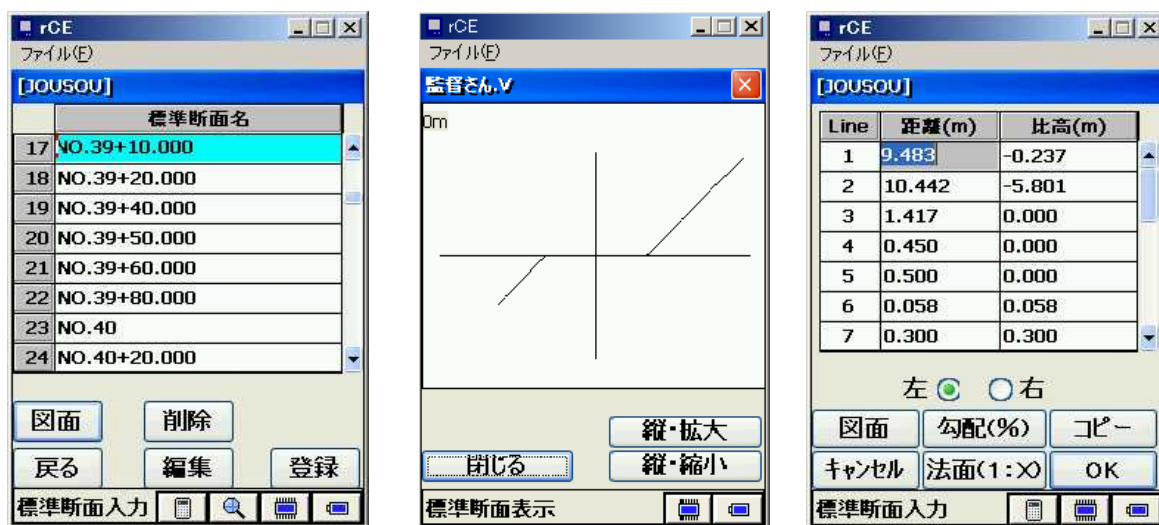 rCE
ファイル(F)
[JOUSOU]
標準断面名
17 NO.39+10.000
18 NO.39+20.000
19 NO.39+40.000
20 NO.39+50.000
21 NO.39+60.000
22 NO.39+80.000
23 NO.40
24 NO.40+20.000
図面 削除
戻る 編集 登録
標準断面入力
rCE
ファイル(F)
監督さん.V
0m
縦・拡大
閉じる 縦・縮小
標準断面表示
rCE
ファイル(F)
[JOUSOU]
Line 距離(m) 比高(m)
1 9.483 -0.237
2 10.442 -5.801
3 1.417 0.000
4 0.450 0.000
5 0.500 0.000
6 0.058 0.058
7 0.300 0.300
左 右
図面 勾配(%) コピー
キャンセル 法面(1:X) OK
標準断面入力